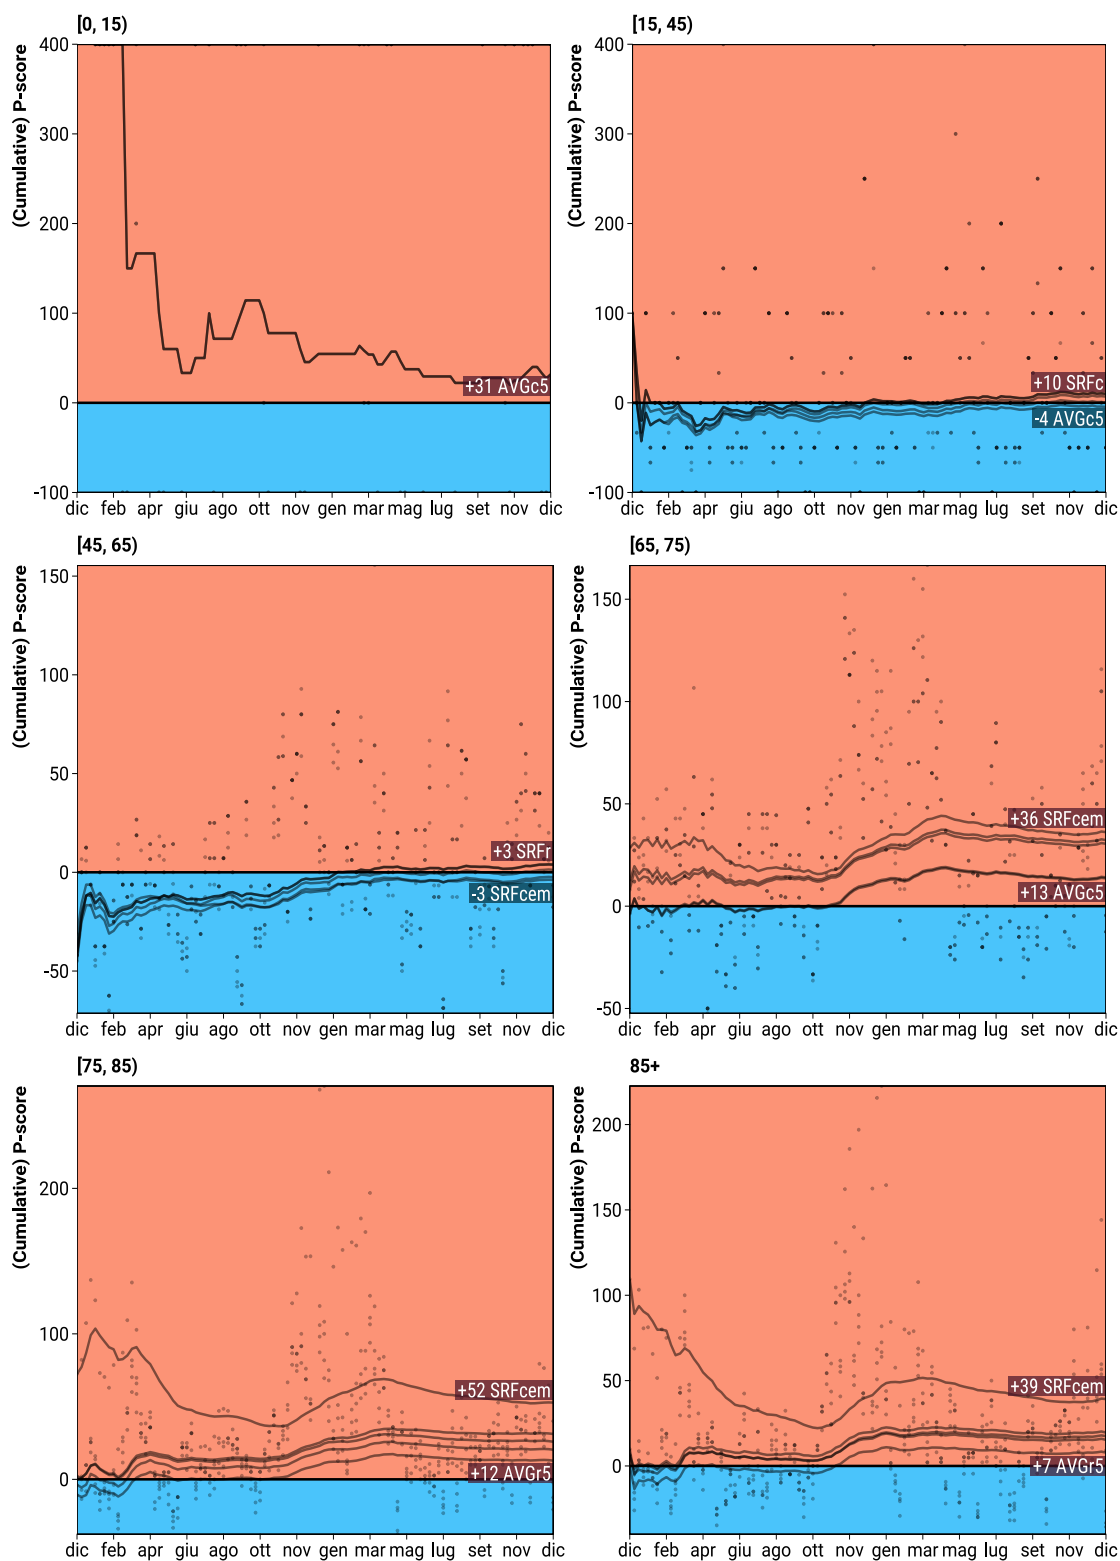 [0, 15)
(Cumulative) P-score
400
300
200
100
0
-100
+31 AVGc5
dic feb apr giu ago ott nov gen mar mag lug set nov dic
[15, 45)
(Cumulative) P-score
400
300
200
100
0
-100
+10 SRFc
-4 AVGc5
dic feb apr giu ago ott nov gen mar mag lug set nov dic
[45, 65)
(Cumulative) P-score
150
100
50
0
-50
+3 SRFr
-3 SRFcem
dic feb apr giu ago ott nov gen mar mag lug set nov dic
[65, 75)
(Cumulative) P-score
150
100
50
0
-50
+36 SRFcem
+13 AVGc5
dic feb apr giu ago ott nov gen mar mag lug set nov dic
[75, 85)
(Cumulative) P-score
200
100
0
+52 SRFcem
+12 AVGr5
dic feb apr giu ago ott nov gen mar mag lug set nov dic
85+
(Cumulative) P-score
200
150
100
50
0
+39 SRFcem
+7 AVGr5
dic feb apr giu ago ott nov gen mar mag lug set nov dic